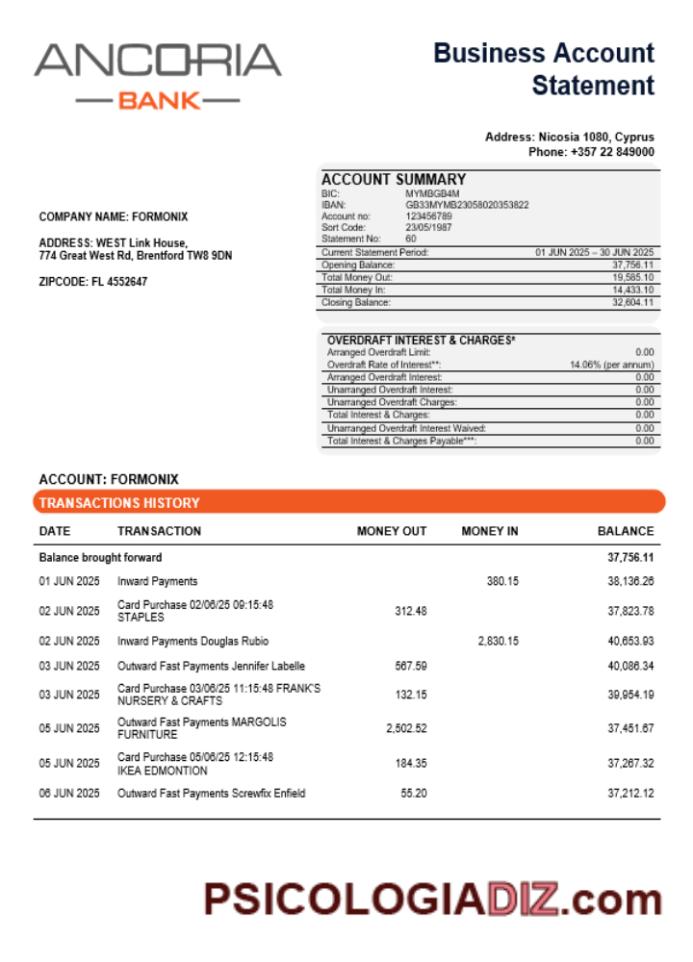 ANCORIA
BANK
Business Account
Statement
Address: Nicosia 1080, Cyprus
Phone: +357 22 849000
COMPANY NAME: FORMONIX
ADDRESS: WEST Link House,
774 Great West Rd, Brentford TW8 9DN
ZIPCODE: FL 4552647
ACCOUNT SUMMARY
BIC: MYMBGB4M
IBAN: GB33MYMB23058020353822
Account no: 123456789
Sort Code: 23/05/1987
Statement No: 60
Current Statement Period: 01 JUN 2025 – 30 JUN 2025
Opening Balance: 37,756.11
Total Money Out: 19,585.10
Total Money In: 14,433.10
Closing Balance: 32,604.11
OVERDRAFT INTEREST & CHARGES*
Arranged Overdraft Limit: 0.00
Overdraft Rate of Interest**: 14.06% (per annum)
Arranged Overdraft Interest: 0.00
Unarranged Overdraft Interest: 0.00
Unarranged Overdraft Charges: 0.00
Total Interest & Charges: 0.00
Unarranged Overdraft Interest Waived: 0.00
Total Interest & Charges Payable***: 0.00
ACCOUNT: FORMONIX
TRANSACTIONS HISTORY
DATE TRANSACTION MONEY OUT MONEY IN BALANCE
Balance brought forward 37,756.11
01 JUN 2025 Inward Payments 380.15 38,136.26
02 JUN 2025 Card Purchase 02/06/25 09:15:48
STAPLES 312.48 37,823.78
02 JUN 2025 Inward Payments Douglas Rubio 2,830.15 40,653.93
03 JUN 2025 Outward Fast Payments Jennifer Labelle 567.59 40,086.34
03 JUN 2025 Card Purchase 03/06/25 11:15:48 FRANK'S
NURSERY & CRAFTS 132.15 39,954.19
05 JUN 2025 Outward Fast Payments MARGOLIS
FURNITURE 2,502.52 37,451.67
05 JUN 2025 Card Purchase 05/06/25 12:15:48
IKEA EDMONTION 184.35 37,267.32
06 JUN 2025 Outward Fast Payments Screwfix Enfield 55.20 37,212.12
PSICOLOGIADIZ.com